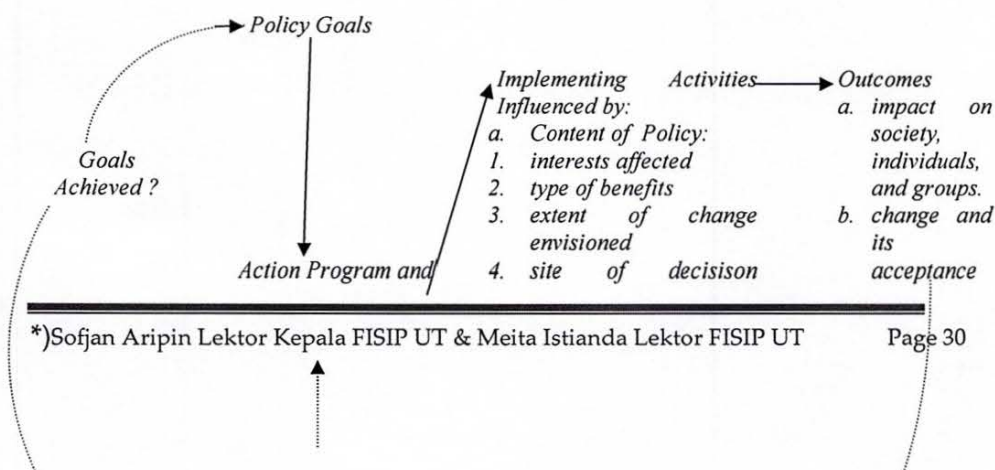 Policy Goals
Goals
Achieved ?
Action Program and
Implementing Activities
Influenced by:
a. Content of Policy:
1. interests affected
2. type of benefits
3. extent of change
envisioned
4. site of decisison
Outcomes
a. impact on
society,
individuals,
and groups.
b. change and
its
acceptance
*)Sofjan Aripin Lektor Kepala FISIP UT & Meita Istianda Lektor FISIP UT Page 30